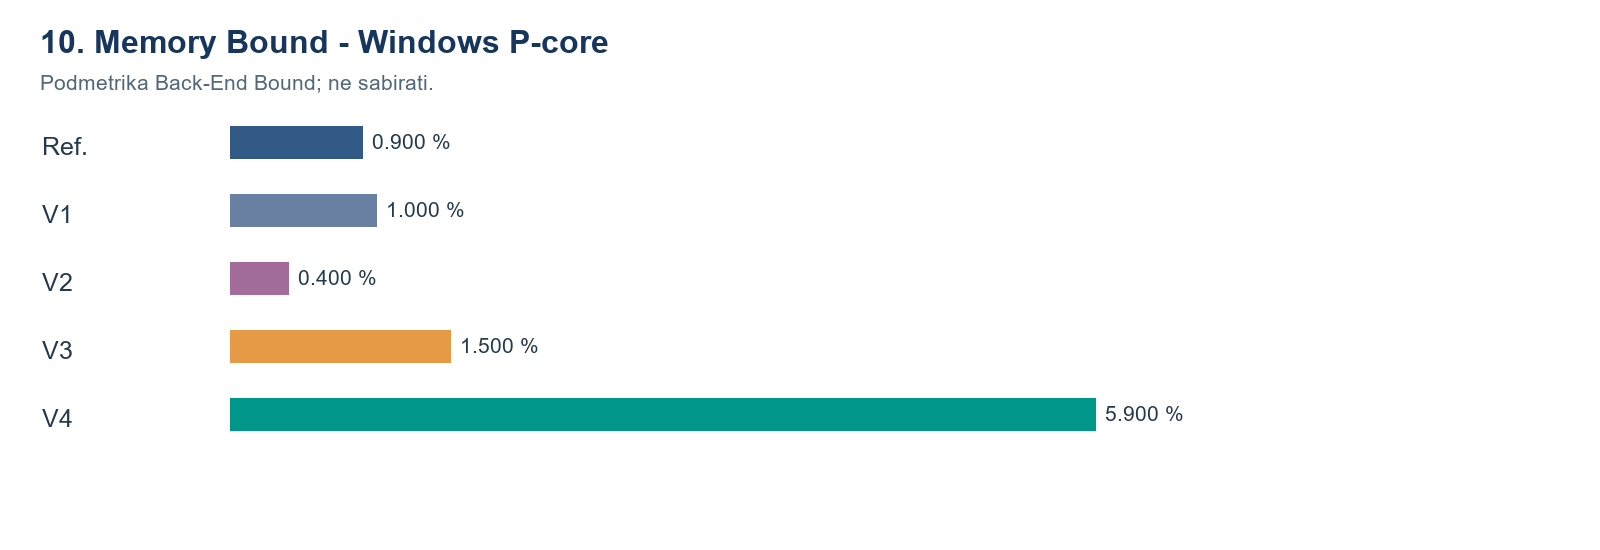 10. Memory Bound - Windows P-core
Podmetrika Back-End Bound; ne sabirati.
Ref. 0.900 %
V1 1.000 %
V2 0.400 %
V3 1.500 %
V4 5.900 %